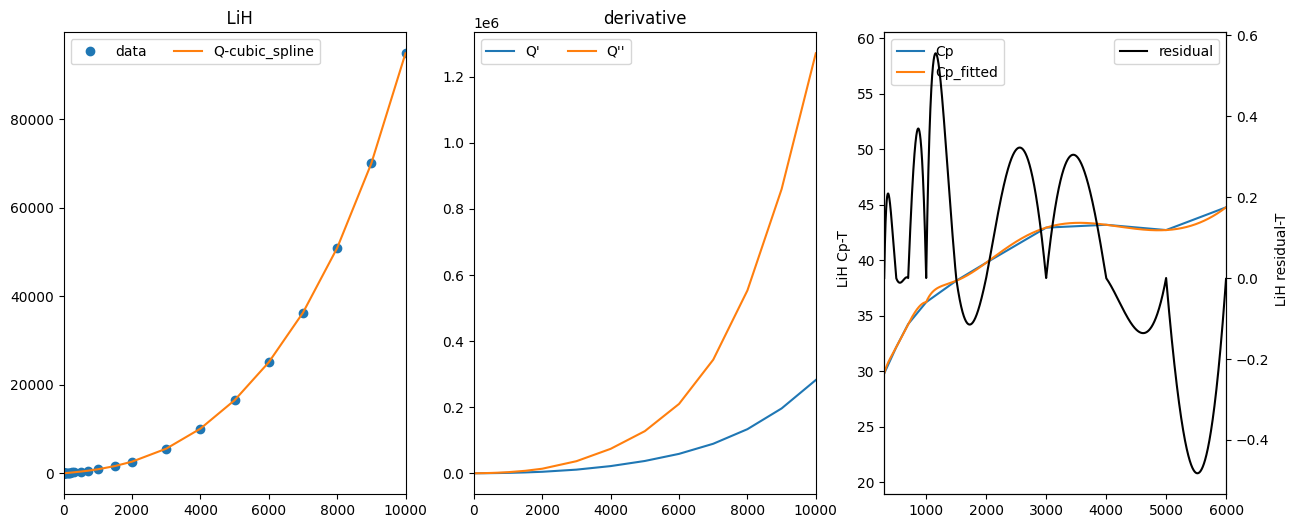 LiH
data
Q-cubic_spline
80000
60000
40000
20000
0
0 2000 4000 6000 8000 10000
derivative
1e6
Q'
Q''
1.2
1.0
0.8
0.6
0.4
0.2
0.0
0 2000 4000 6000 8000 10000
Cp
Cp_fitted
residual
LiH Cp-T
60
55
50
45
40
35
30
25
20
1000 2000 3000 4000 5000 6000
0.6
0.4
0.2
0.0
−0.2
−0.4
LiH residual-T